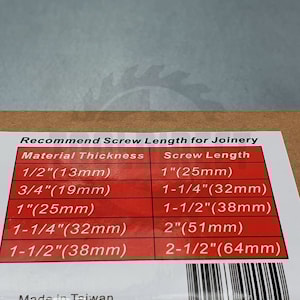 Recommend Screw Length for Joinery
Material Thickness Screw Length
1/2"(13mm) 1"(25mm)
3/4"(19mm) 1-1/4"(32mm)
1"(25mm) 1-1/2"(38mm)
1-1/4"(32mm) 2"(51mm)
1-1/2"(38mm) 2-1/2"(64mm)
Made In Taiwan